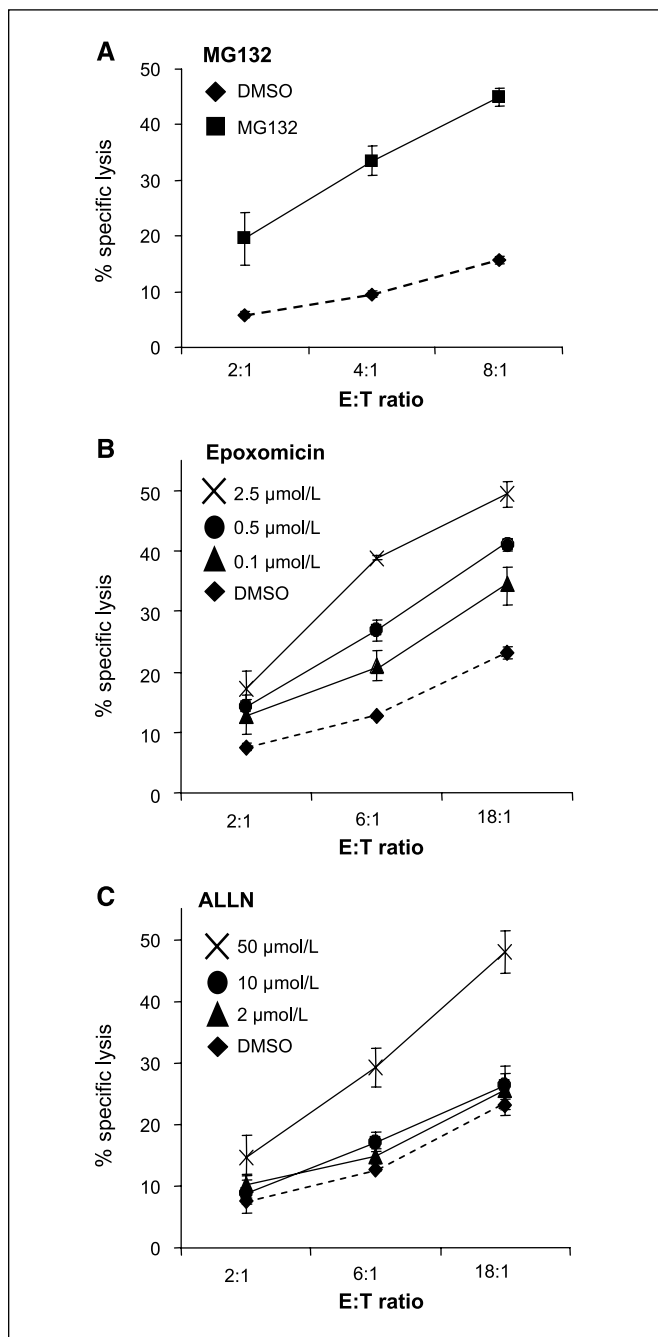 A MG132
50
DMSO
MG132
40
30
20
10
0
% specific lysis
2:1 4:1 8:1
E:T ratio
B Epoxomicin
50
2.5 µmol/L
0.5 µmol/L
0.1 µmol/L
DMSO
40
30
20
10
0
% specific lysis
2:1 6:1 18:1
E:T ratio
C ALLN
50
50 µmol/L
10 µmol/L
2 µmol/L
DMSO
40
30
20
10
0
% specific lysis
2:1 6:1 18:1
E:T ratio